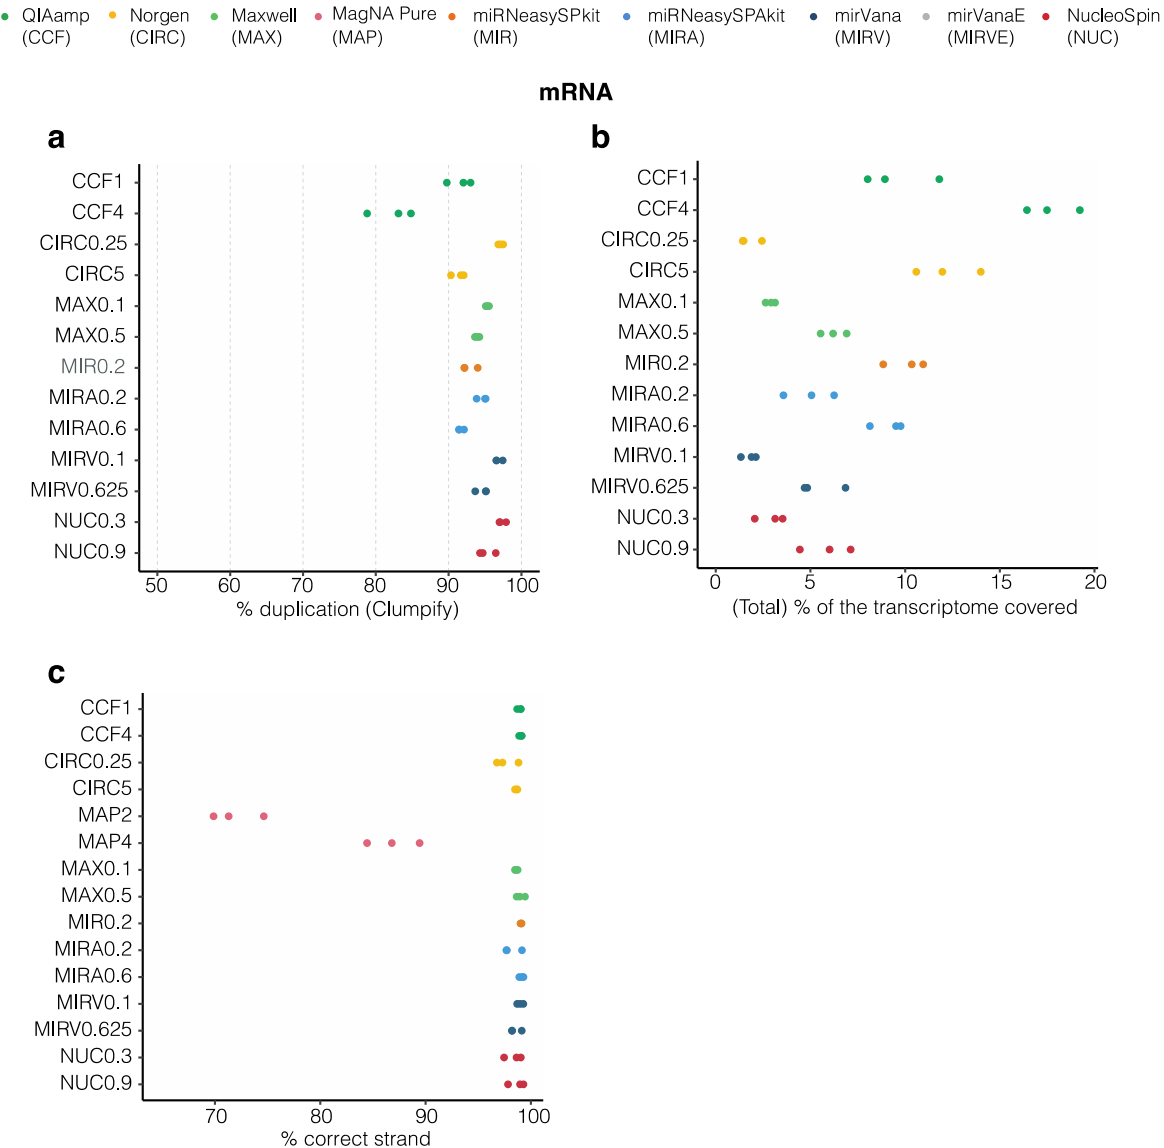 QIAamp Norgen Maxwell MagNA Pure miRNeasySPkit miRNeasySPAkit mirVana mirVanaE NucleoSpin
(CCF) (CIRC) (MAX) (MAP) (MIR) (MIRA) (MIRV) (MIRVE) (NUC)
mRNA
a
CCF1
CCF4
CIRC0.25
CIRC5
MAX0.1
MAX0.5
MIR0.2
MIRA0.2
MIRA0.6
MIRV0.1
MIRV0.625
NUC0.3
NUC0.9
50 60 70 80 90 100
% duplication (Clumpify)
b
CCF1
CCF4
CIRC0.25
CIRC5
MAX0.1
MAX0.5
MIR0.2
MIRA0.2
MIRA0.6
MIRV0.1
MIRV0.625
NUC0.3
NUC0.9
0 5 10 15 20
(Total) % of the transcriptome covered
c
CCF1
CCF4
CIRC0.25
CIRC5
MAP2
MAP4
MAX0.1
MAX0.5
MIR0.2
MIRA0.2
MIRA0.6
MIRV0.1
MIRV0.625
NUC0.3
NUC0.9
70 80 90 100
% correct strand